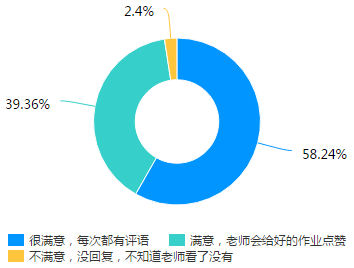 2.4%
39.36%
58.24%
很满意，每次都有评语 满意，老师会给好的作业点赞
不满意，没回复，不知道老师看了没有